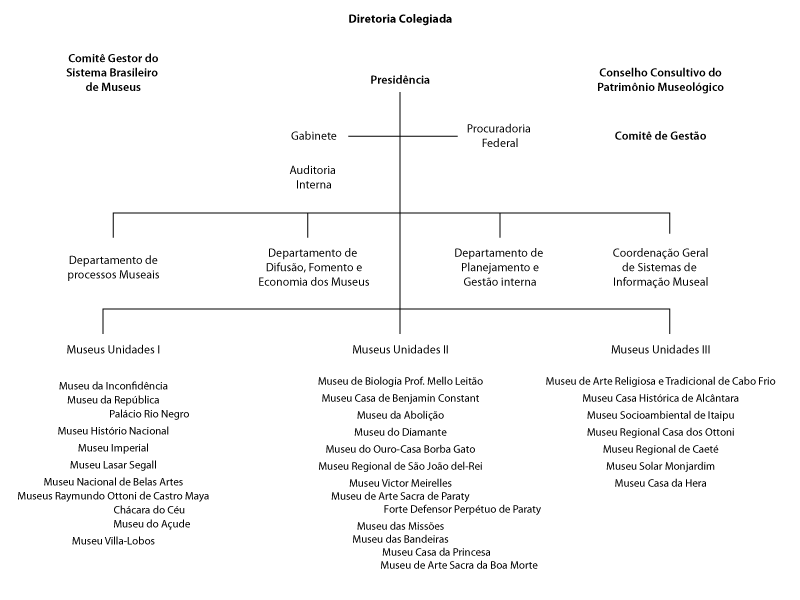 Diretoria Colegiada
Comitê Gestor do
Sistema Brasileiro
de Museus
Presidência
Conselho Consultivo do
Patrimônio Museológico
Gabinete
Procuradoria
Federal
Comitê de Gestão
Auditoria
Interna
Departamento de
processos Museais
Departamento de
Difusão, Fomento e
Economia dos Museus
Departamento de
Planejamento e
Gestão interna
Coordenação Geral
de Sistemas de
Informação Museal
Museus Unidades I
Museu da Inconfidência
Museu da República
Palácio Rio Negro
Museu Histório Nacional
Museu Imperial
Museu Lasar Segall
Museu Nacional de Belas Artes
Museus Raymundo Ottoni de Castro Maya
Chácara do Céu
Museu do Açude
Museu Villa-Lobos
Museus Unidades II
Museu de Biologia Prof. Mello Leitão
Museu Casa de Benjamin Constant
Museu da Abolição
Museu do Diamante
Museu do Ouro-Casa Borba Gato
Museu Regional de São João del-Rei
Museu Victor Meirelles
Museu de Arte Sacra de Paraty
Forte Defensor Perpétuo de Paraty
Museu das Missões
Museu das Bandeiras
Museu Casa da Princesa
Museu de Arte Sacra da Boa Morte
Museus Unidades III
Museu de Arte Religiosa e Tradicional de Cabo Frio
Museu Casa Histórica de Alcântara
Museu Socioambiental de Itaipu
Museu Regional Casa dos Ottoni
Museu Regional de Caeté
Museu Solar Monjardim
Museu Casa da Hera